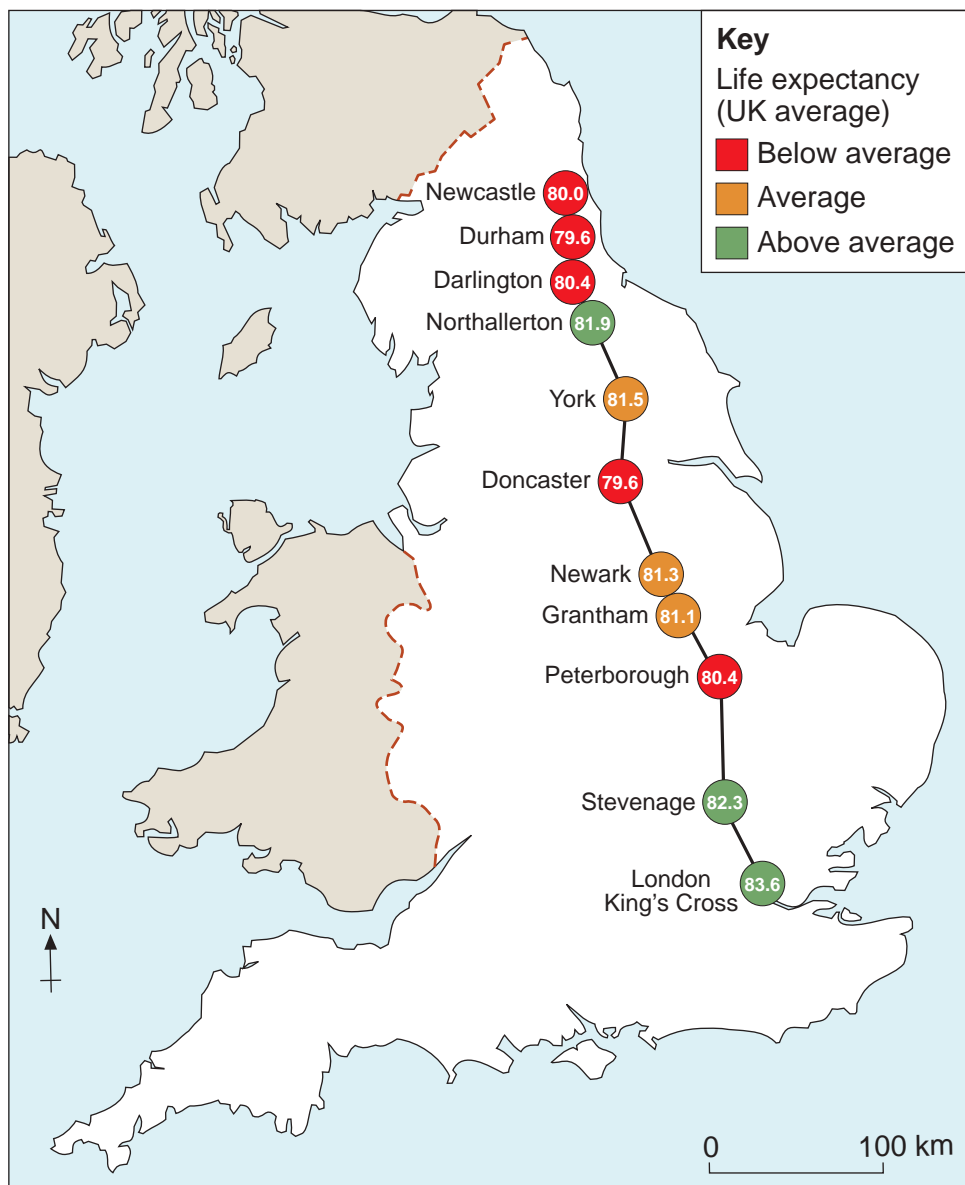 Key
Life expectancy
(UK average)
Below average
Average
Above average
Newcastle 80.0
Durham 79.6
Darlington 80.4
Northallerton 81.9
York 81.5
Doncaster 79.6
Newark 81.3
Grantham 81.1
Peterborough 80.4
Stevenage 82.3
London
King’s Cross 83.6
N
0 100 km